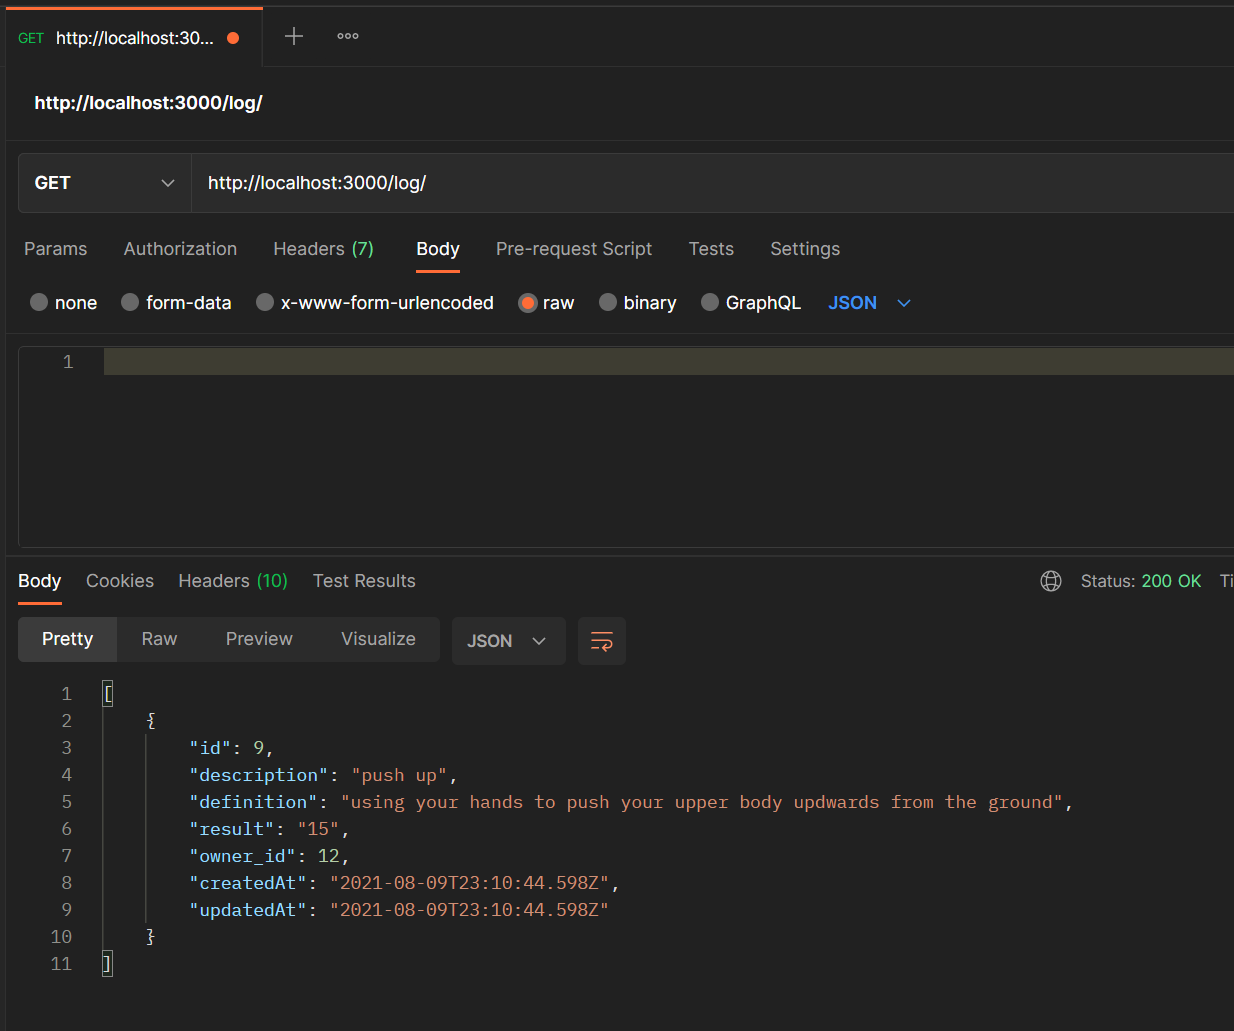 GET http://localhost:30...
http://localhost:3000/log/
GET http://localhost:3000/log/
Params Authorization Headers (7) Body Pre-request Script Tests Settings
none form-data x-www-form-urlencoded raw binary GraphQL JSON
1
Body Cookies Headers (10) Test Results Status: 200 OK Ti
Pretty Raw Preview Visualize JSON
1 [
2 {
3 "id": 9,
4 "description": "push up",
5 "definition": "using your hands to push your upper body updwards from the ground",
6 "result": "15",
7 "owner_id": 12,
8 "createdAt": "2021-08-09T23:10:44.598Z",
9 "updatedAt": "2021-08-09T23:10:44.598Z"
10 }
11 ]